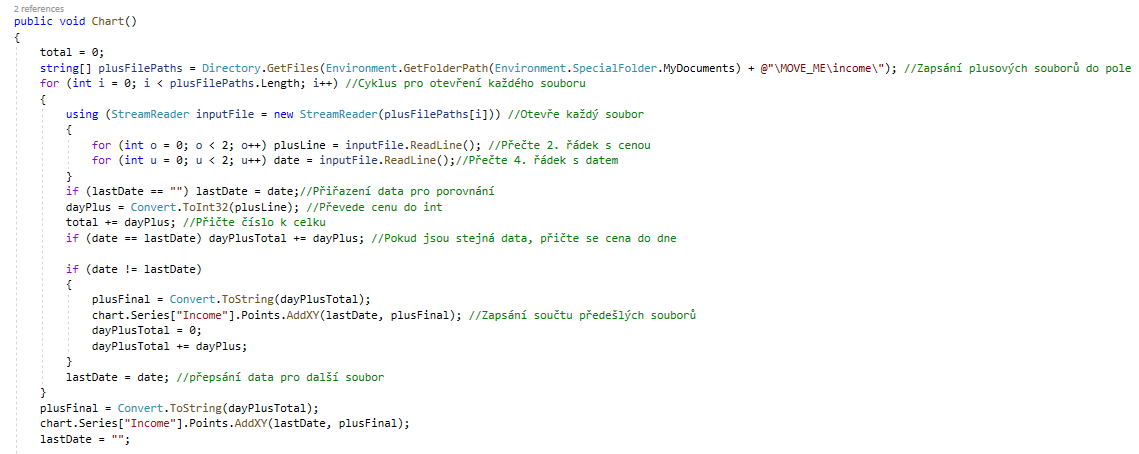 2 references
public void Chart()
{
total = 0;
string[] plusFilePaths = Directory.GetFiles(Environment.GetFolderPath(Environment.SpecialFolder.MyDocuments) + @"\MOVE_ME\income\"); //Zapsání plusových souborů do pole
for (int i = 0; i < plusFilePaths.Length; i++) //Cyklus pro otevření každého souboru
{
using (StreamReader inputFile = new StreamReader(plusFilePaths[i])) //Otevře každý soubor
{
for (int o = 0; o < 2; o++) plusLine = inputFile.ReadLine(); //Přečte 2. řádek s cenou
for (int u = 0; u < 2; u++) date = inputFile.ReadLine();//Přečte 4. řádek s datem
}
if (lastDate == "") lastDate = date;//Přiřazení data pro porovnání
dayPlus = Convert.ToInt32(plusLine); //Převede cenu do int
total += dayPlus; //Přičte číslo k celku
if (date == lastDate) dayPlusTotal += dayPlus; //Pokud jsou stejná data, přičte se cena do dne
if (date != lastDate)
{
plusFinal = Convert.ToString(dayPlusTotal);
chart.Series["Income"].Points.AddXY(lastDate, plusFinal); //Zapsání součtu předešlých souborů
dayPlusTotal = 0;
dayPlusTotal += dayPlus;
}
lastDate = date; //přepsání data pro další soubor
}
plusFinal = Convert.ToString(dayPlusTotal);
chart.Series["Income"].Points.AddXY(lastDate, plusFinal);
lastDate = "";